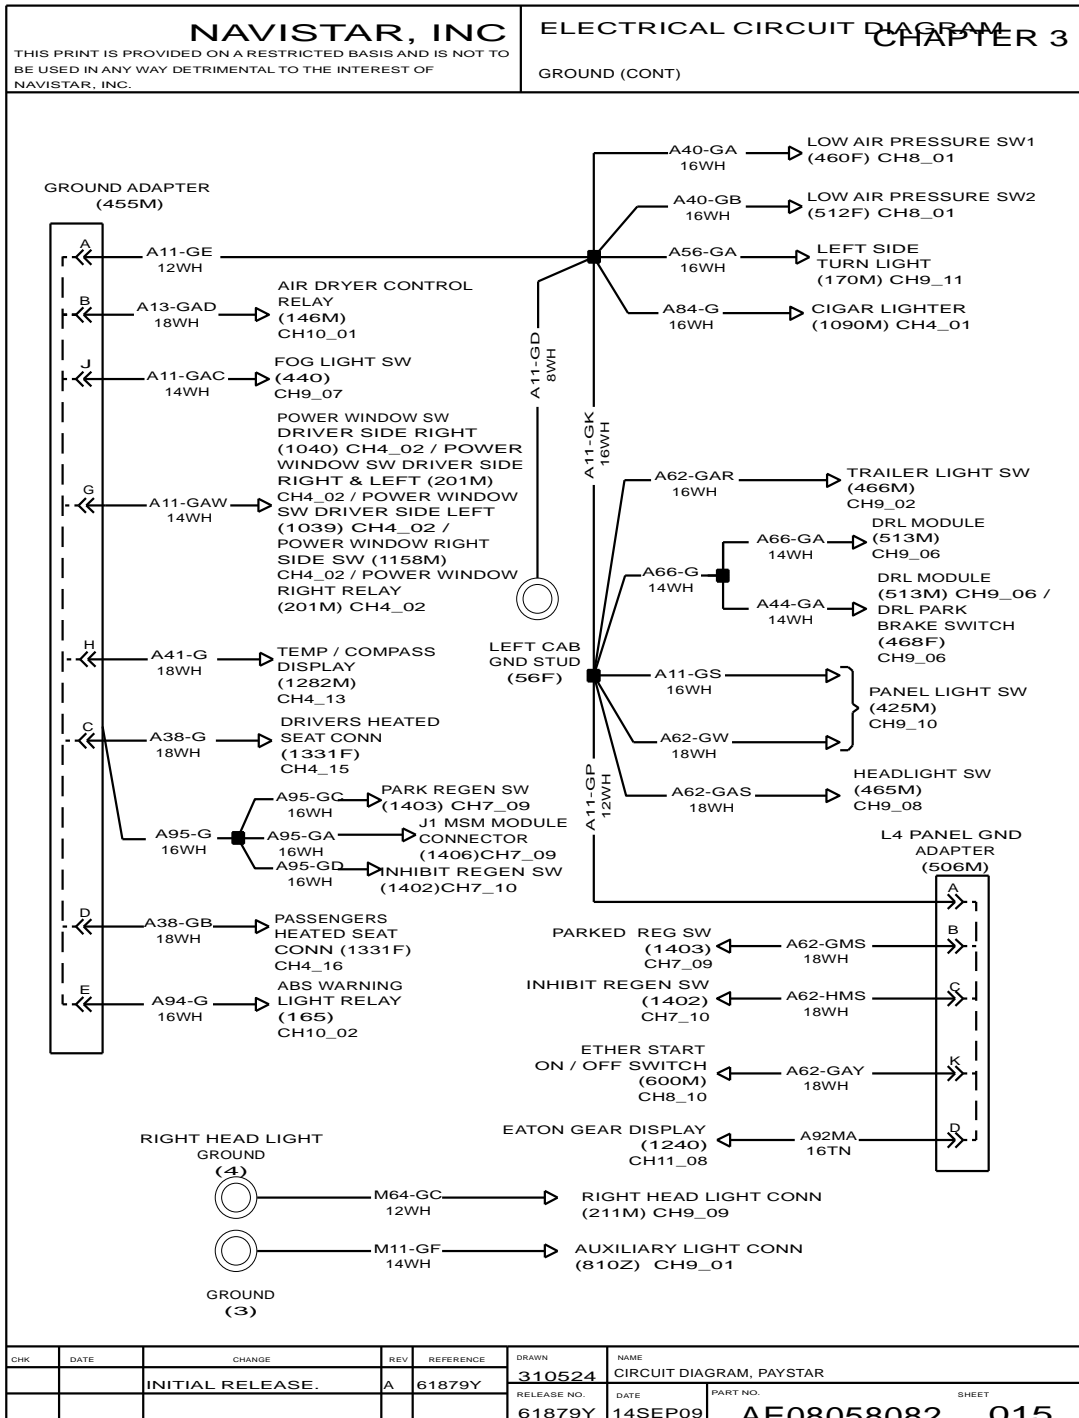 NAVISTAR, INC
THIS PRINT IS PROVIDED ON A RESTRICTED BASIS AND IS NOT TO
BE USED IN ANY WAY DETRIMENTAL TO THE INTEREST OF
NAVISTAR, INC.
ELECTRICAL CIRCUIT DIAGRAM
CHAPTER 3
GROUND (CONT)
GROUND ADAPTER
(455M)
A
A11-GE
12WH
B
A13-GAD
18WH
AIR DRYER CONTROL
RELAY
(146M)
CH10_01
J
A11-GAC
14WH
FOG LIGHT SW
(440)
CH9_07
G
A11-GAW
14WH
POWER WINDOW SW
DRIVER SIDE RIGHT
(1040) CH4_02 / POWER
WINDOW SW DRIVER SIDE
RIGHT & LEFT (201M)
CH4_02 / POWER WINDOW
SW DRIVER SIDE LEFT
(1039) CH4_02 /
POWER WINDOW RIGHT
SIDE SW (1158M)
CH4_02 / POWER WINDOW
RIGHT RELAY
(201M) CH4_02
H
A41-G
18WH
TEMP / COMPASS
DISPLAY
(1282M)
CH4_13
C
A38-G
18WH
DRIVERS HEATED
SEAT CONN
(1331F)
CH4_15
A95-G
16WH
A95-GC
16WH
PARK REGEN SW
(1403) CH7_09
A95-GA
16WH
J1 MSM MODULE
CONNECTOR
(1406)CH7_09
A95-GD
16WH
INHIBIT REGEN SW
(1402)CH7_10
D
A38-GB
18WH
PASSENGERS
HEATED SEAT
CONN (1331F)
CH4_16
E
A94-G
16WH
ABS WARNING
LIGHT RELAY
(165)
CH10_02
A40-GA
16WH
LOW AIR PRESSURE SW1
(460F) CH8_01
A40-GB
16WH
LOW AIR PRESSURE SW2
(512F) CH8_01
A56-GA
16WH
LEFT SIDE
TURN LIGHT
(170M) CH9_11
A84-G
16WH
CIGAR LIGHTER
(1090M) CH4_01
A11-GD
8WH
A11-GK
16WH
LEFT CAB
GND STUD
(56F)
A62-GAR
16WH
TRAILER LIGHT SW
(466M)
CH9_02
A66-G
14WH
A66-GA
14WH
DRL MODULE
(513M)
CH9_06
A44-GA
14WH
DRL MODULE
(513M) CH9_06 /
DRL PARK
BRAKE SWITCH
(468F)
CH9_06
A11-GS
16WH
A62-GW
18WH
PANEL LIGHT SW
(425M)
CH9_10
A62-GAS
18WH
HEADLIGHT SW
(465M)
CH9_08
A11-GP
12WH
L4 PANEL GND
ADAPTER
(506M)
A
PARKED REG SW
(1403)
CH7_09
A62-GMS
18WH
B
INHIBIT REGEN SW
(1402)
CH7_10
A62-HMS
18WH
C
ETHER START
ON / OFF SWITCH
(600M)
CH8_10
A62-GAY
18WH
K
EATON GEAR DISPLAY
(1240)
CH11_08
A92MA
16TN
D
RIGHT HEAD LIGHT
GROUND
(4)
M64-GC
12WH
RIGHT HEAD LIGHT CONN
(211M) CH9_09
M11-GF
14WH
AUXILIARY LIGHT CONN
(810Z) CH9_01
GROUND
(3)
CHK DATE CHANGE REV REFERENCE
INITIAL RELEASE. A 61879Y
DRAWN
310524
NAME
CIRCUIT DIAGRAM, PAYSTAR
RELEASE NO.
61879Y
DATE
14SEP09
PART NO.
AE08058082
SHEET
015